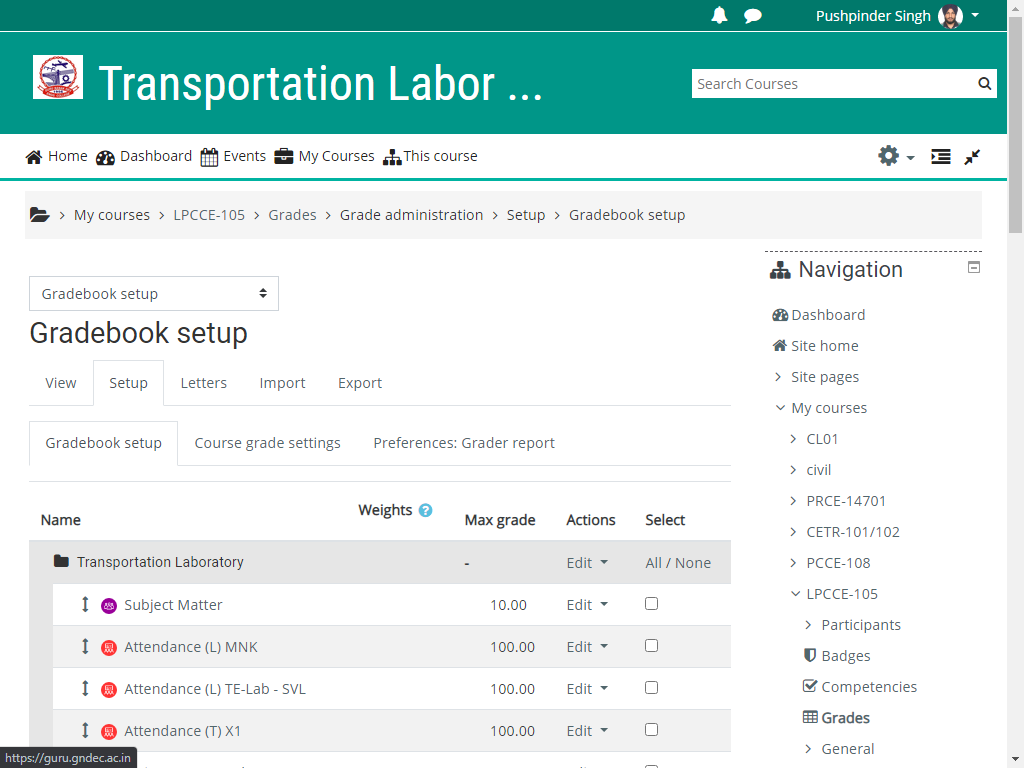 Pushpinder Singh
Transportation Labor ...
Search Courses
Home Dashboard Events My Courses This course
My courses LPCCE-105 Grades Grade administration Setup Gradebook setup
Gradebook setup
Gradebook setup
View Setup Letters Import Export
Gradebook setup Course grade settings Preferences: Grader report
Name Weights Max grade Actions Select
Transportation Laboratory - Edit All / None
Subject Matter 10.00 Edit
Attendance (L) MNK 100.00 Edit
Attendance (L) TE-Lab - SVL 100.00 Edit
Attendance (T) X1 100.00 Edit
Navigation
Dashboard
Site home
Site pages
My courses
CL01
civil
PRCE-14701
CETR-101/102
PCCE-108
LPCCE-105
Participants
Badges
Competencies
Grades
General
https://guru.gndec.ac.in